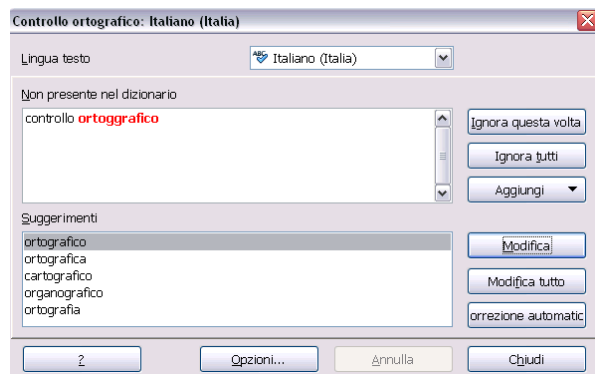 Controllo ortografico: Italiano (Italia)
Lingua testo
ABC Italiano (Italia)
Non presente nel dizionario
controllo ortoggrafico
Ignora questa volta
Ignora tutti
Aggiungi
Suggerimenti
ortografico
ortografica
cartografico
organografico
ortografia
Modifica
Modifica tutto
orrezione automatic
?
Opzioni...
Annulla
Chiudi